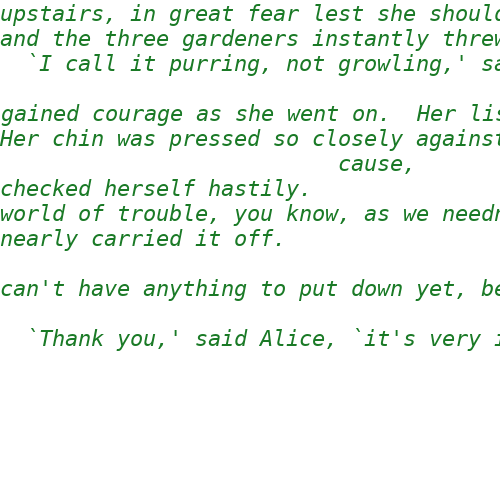 upstairs, in great fear lest she should
and the three gardeners instantly threw
`I call it purring, not growling,' sa
gained courage as she went on.  Her lis
Her chin was pressed so closely against
cause,
checked herself hastily.
world of trouble, you know, as we needn
nearly carried it off.
can't have anything to put down yet, be
`Thank you,' said Alice, `it's very i